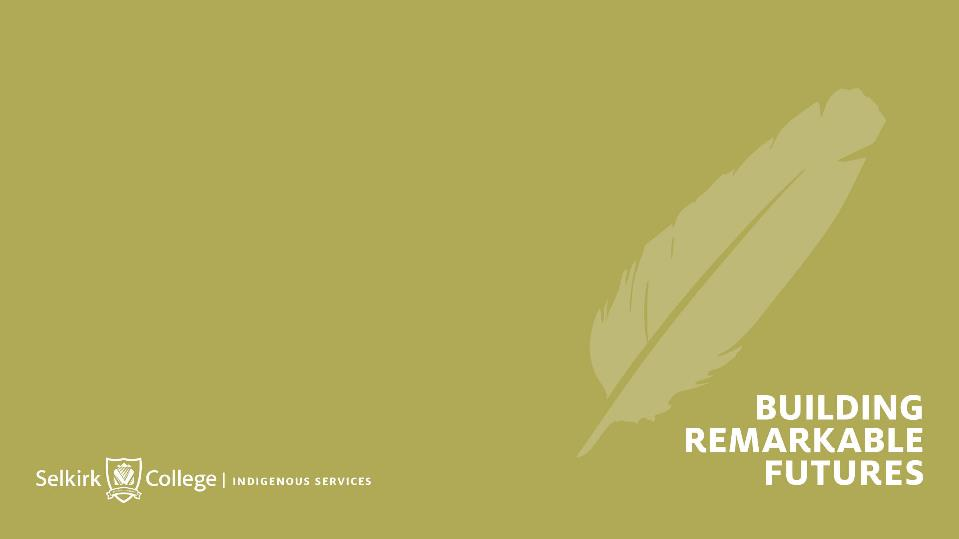 BUILDING
REMARKABLE
FUTURES
Selkirk College | INDIGENOUS SERVICES